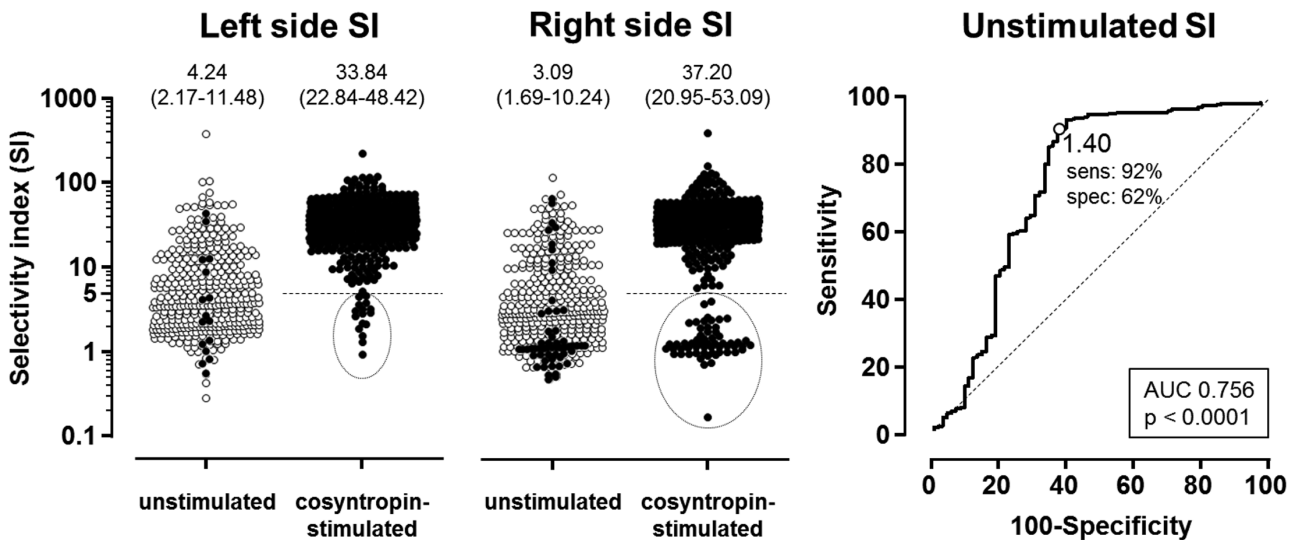 Left side SI
Right side SI
Unstimulated SI
4.24
(2.17-11.48)
33.84
(22.84-48.42)
3.09
(1.69-10.24)
37.20
(20.95-53.09)
Selectivity index (SI)
1000
100
10
5
1
0.1
unstimulated
cosyntropin-
stimulated
unstimulated
cosyntropin-
stimulated
Sensitivity
100
80
60
40
20
0
1.40
sens: 92%
spec: 62%
AUC 0.756
p < 0.0001
0
20
40
60
80
100
100-Specificity